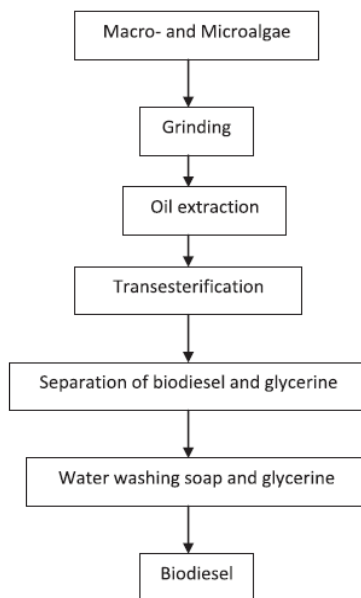 Macro- and Microalgae
Grinding
Oil extraction
Transesterification
Separation of biodiesel and glycerine
Water washing soap and glycerine
Biodiesel